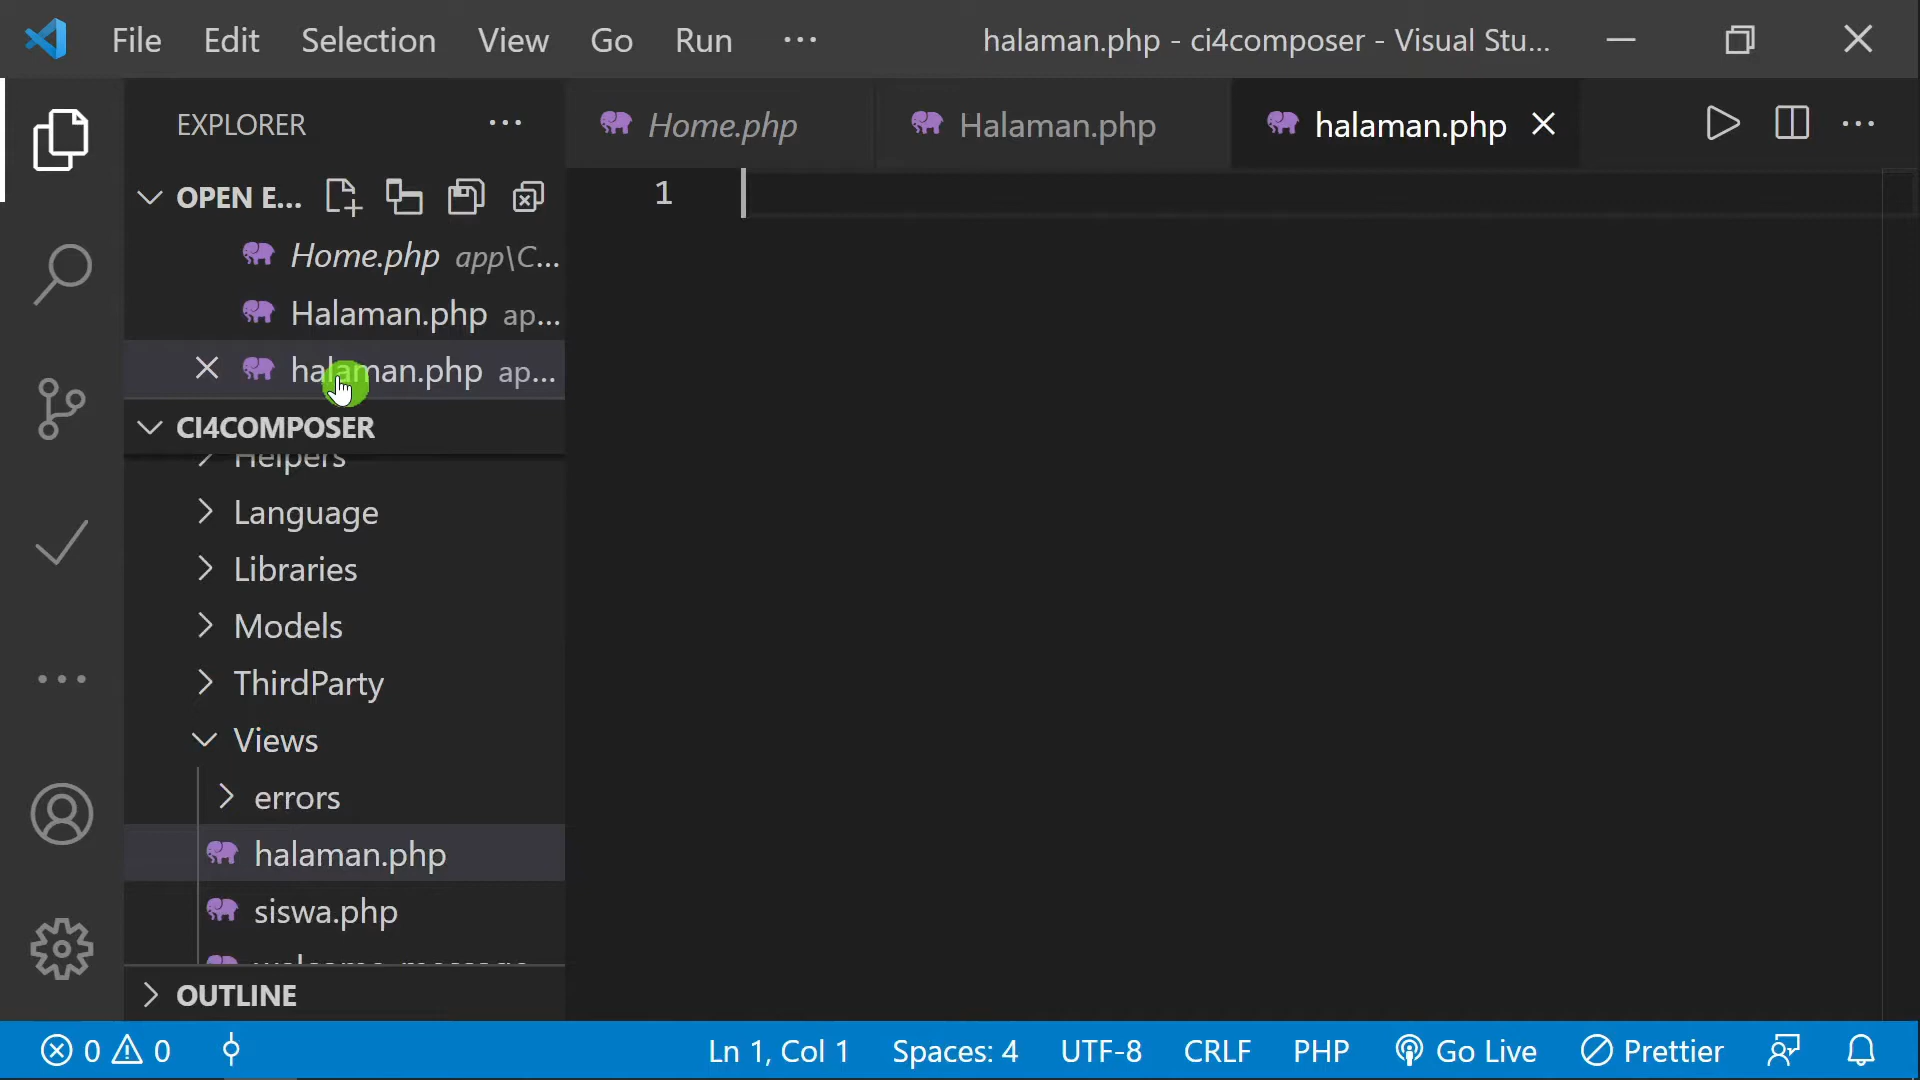 File Edit Selection View Go Run ··· halaman.php - ci4composer - Visual Stu...
EXPLORER ···
Home.php Halaman.php halaman.php
OPEN E...
1
Home.php app\C...
Halaman.php ap...
halaman.php ap...
CI4COMPOSER
Helpers
Language
Libraries
Models
ThirdParty
Views
errors
halaman.php
siswa.php
OUTLINE
0 0 Ln 1, Col 1 Spaces: 4 UTF-8 CRLF PHP Go Live Prettier